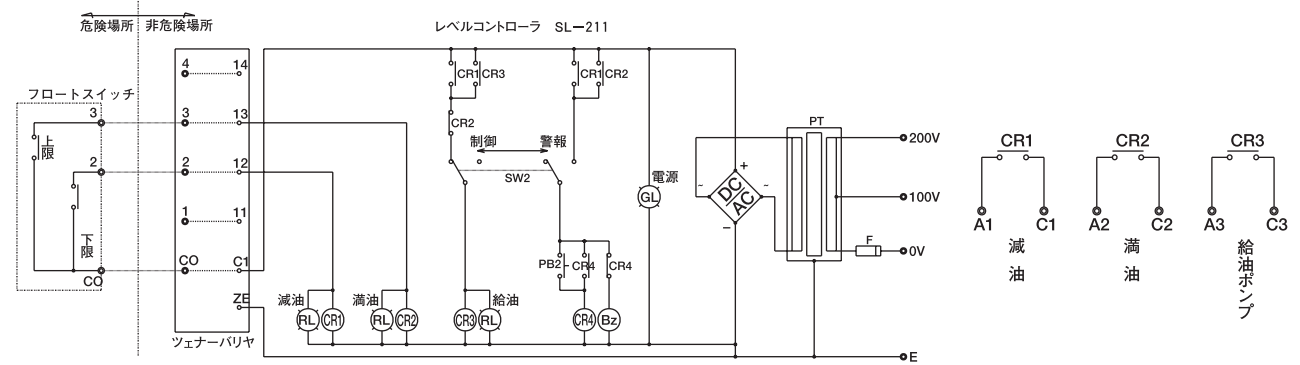 危険場所 非危険場所
レベルコントローラ SL-211
フロートスイッチ
上限
下限
3
2
CO
4 14
3 13
2 12
1 11
CO C1
ZE
ツェナーバリヤ
CR1 CR3
CR1 CR2
CR2
制御 警報
SW2
電源
GL
PB2 CR4 CR4
減油
RL CR1
満油
RL CR2
給油
CR3 RL
CR4 Bz
+
DC
AC
~ ~
−
PT
200V
100V
F
0V
E
CR1
A1 C1
減油
CR2
A2 C2
満油
CR3
A3 C3
給油ポンプ